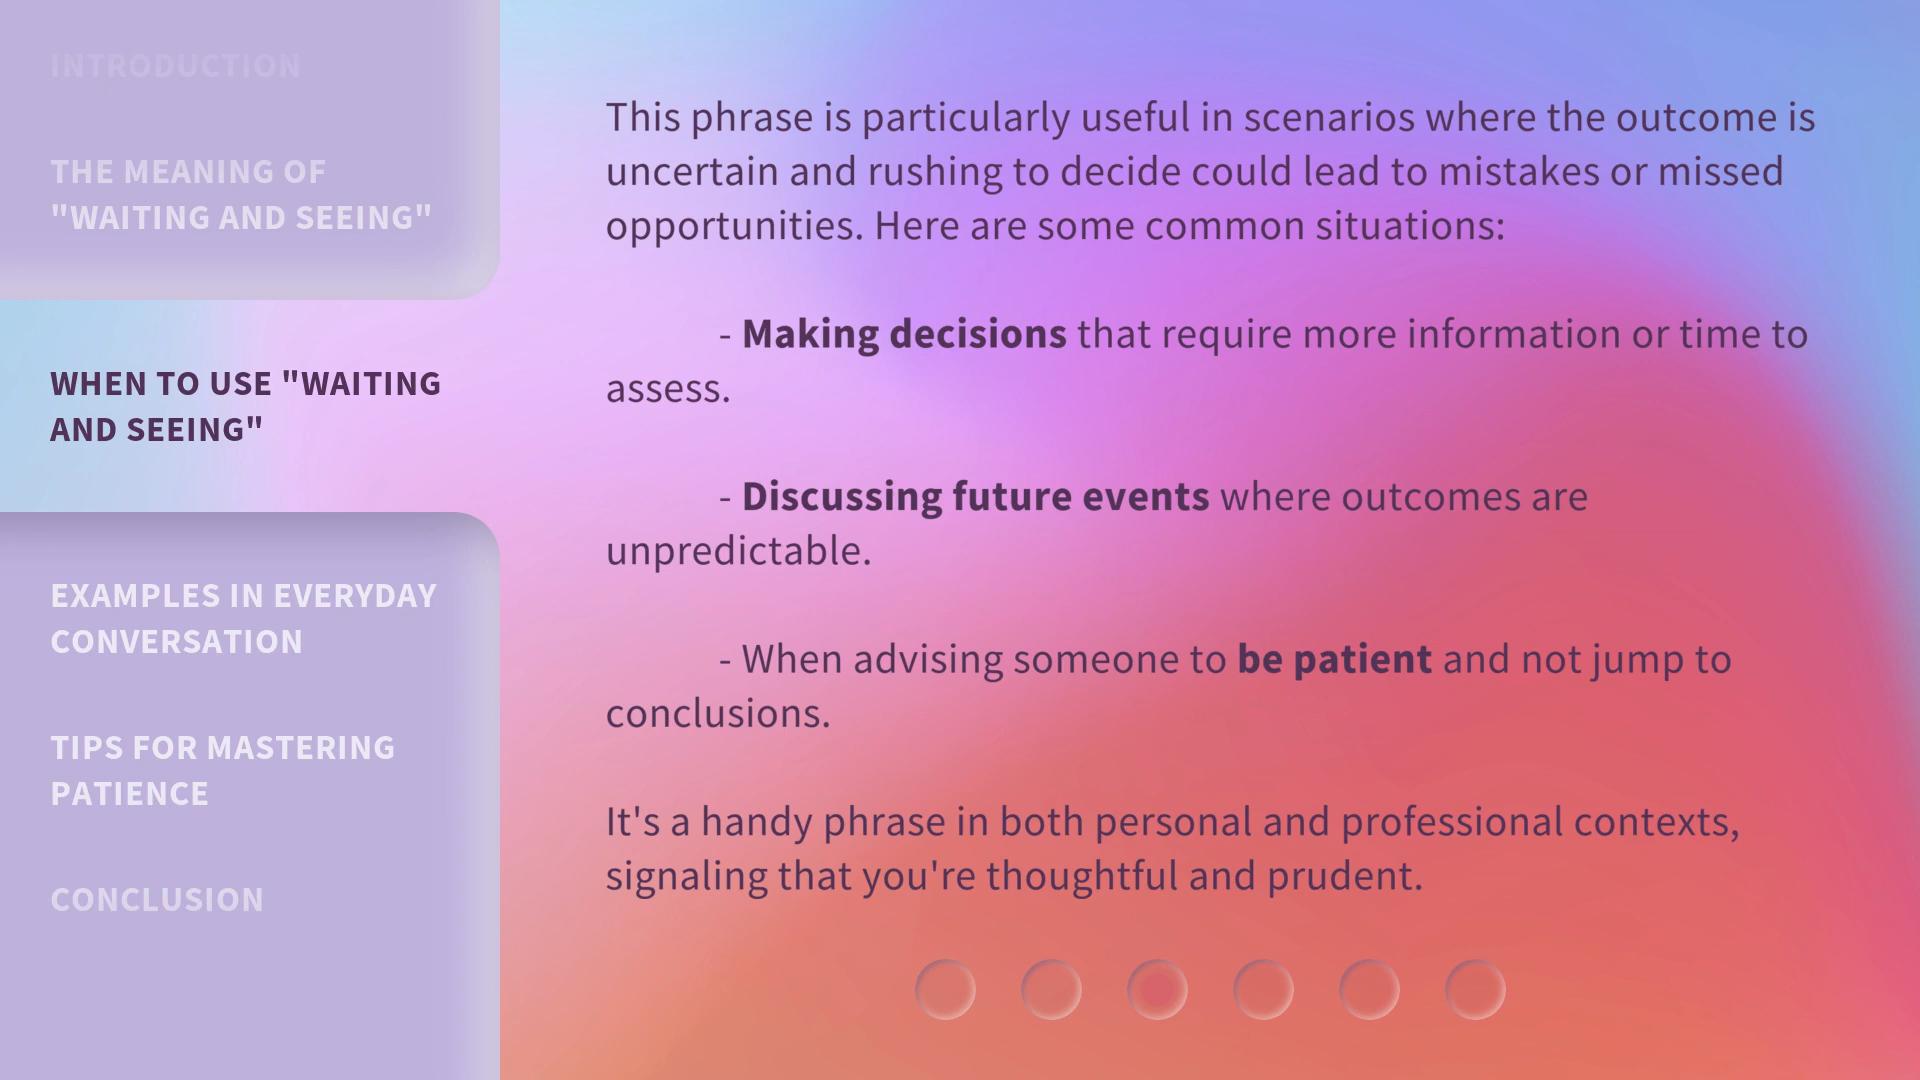 INTRODUCTION
THE MEANING OF
"WAITING AND SEEING"
WHEN TO USE "WAITING
AND SEEING"
EXAMPLES IN EVERYDAY
CONVERSATION
TIPS FOR MASTERING
PATIENCE
CONCLUSION
This phrase is particularly useful in scenarios where the outcome is
uncertain and rushing to decide could lead to mistakes or missed
opportunities. Here are some common situations:
- Making decisions that require more information or time to
assess.
- Discussing future events where outcomes are
unpredictable.
- When advising someone to be patient and not jump to
conclusions.
It's a handy phrase in both personal and professional contexts,
signaling that you're thoughtful and prudent.